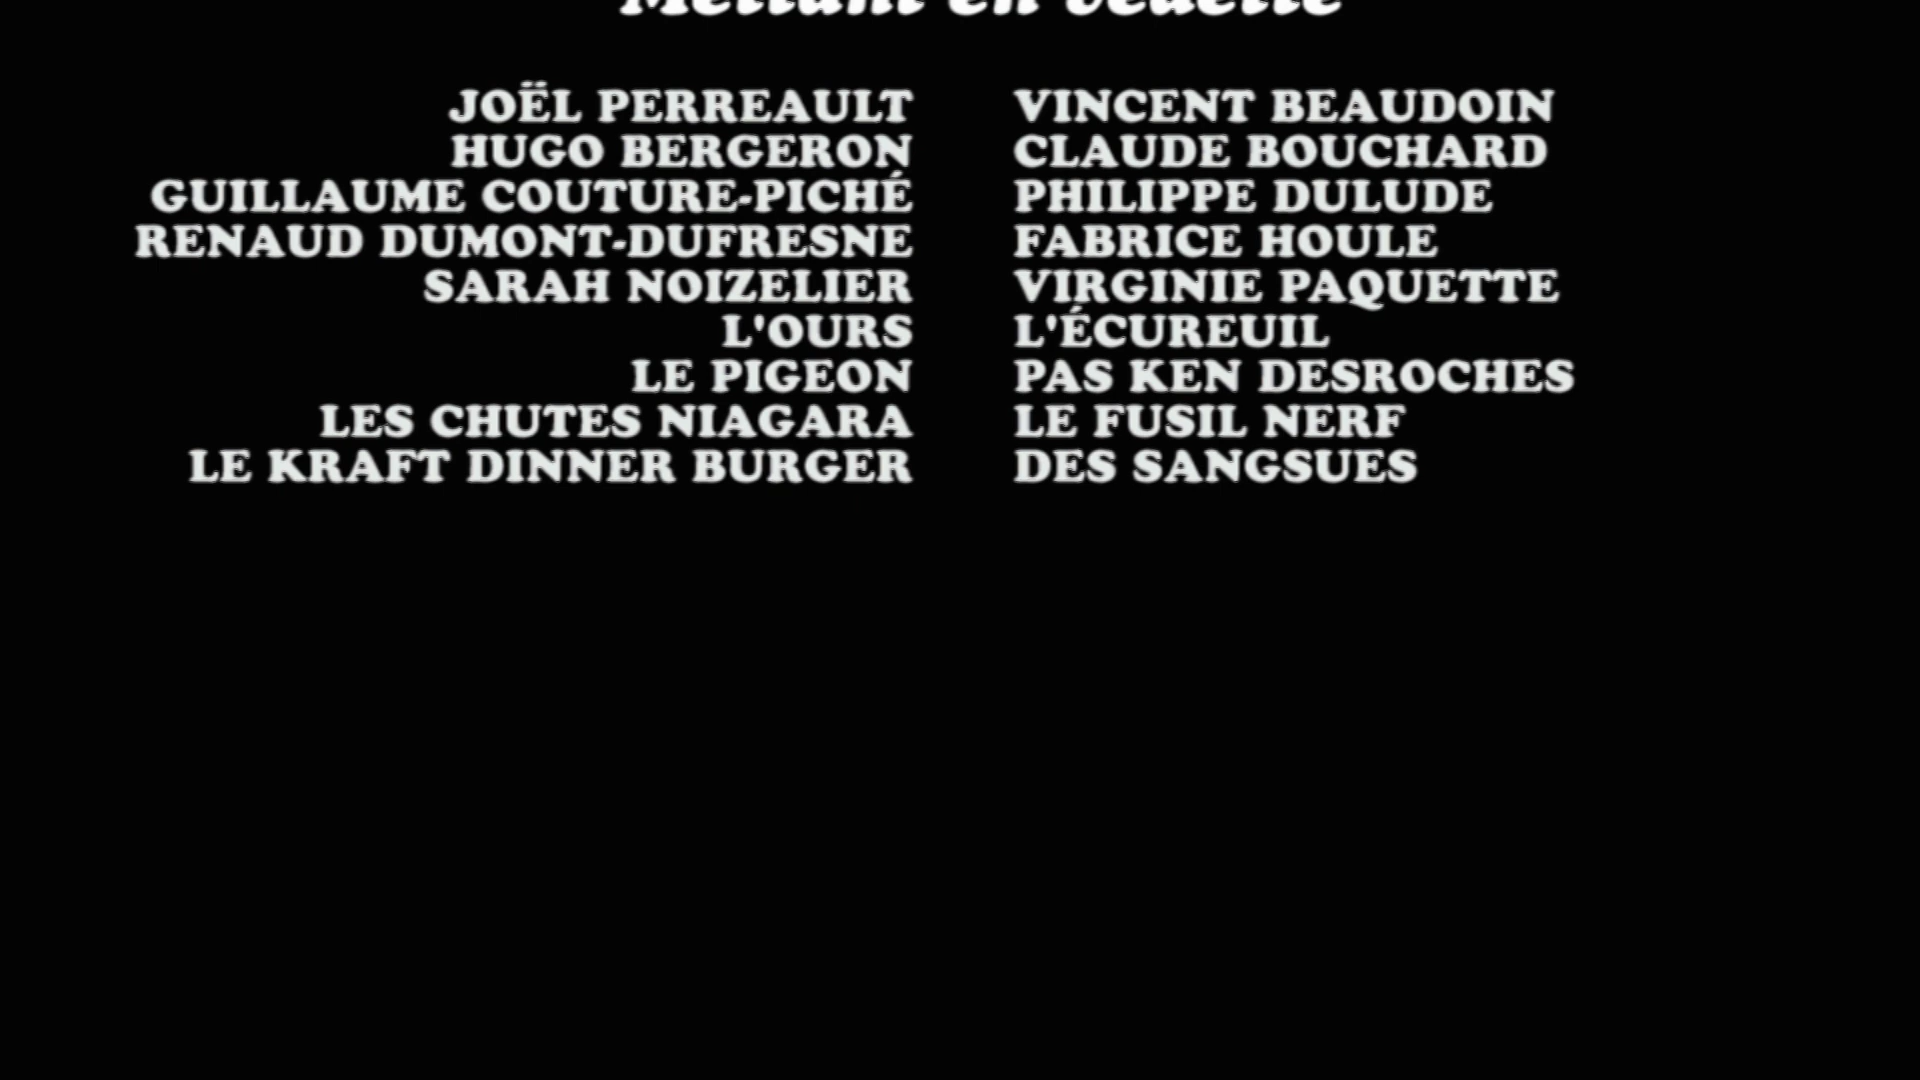 Mettant en vedette
JOËL PERREAULT VINCENT BEAUDOIN
HUGO BERGERON CLAUDE BOUCHARD
GUILLAUME COUTURE-PICHÉ PHILIPPE DULUDE
RENAUD DUMONT-DUFRESNE FABRICE HOULE
SARAH NOIZELIER VIRGINIE PAQUETTE
L'OURS L'ÉCUREUIL
LE PIGEON PAS KEN DESROCHES
LES CHUTES NIAGARA LE FUSIL NERF
LE KRAFT DINNER BURGER DES SANGSUES